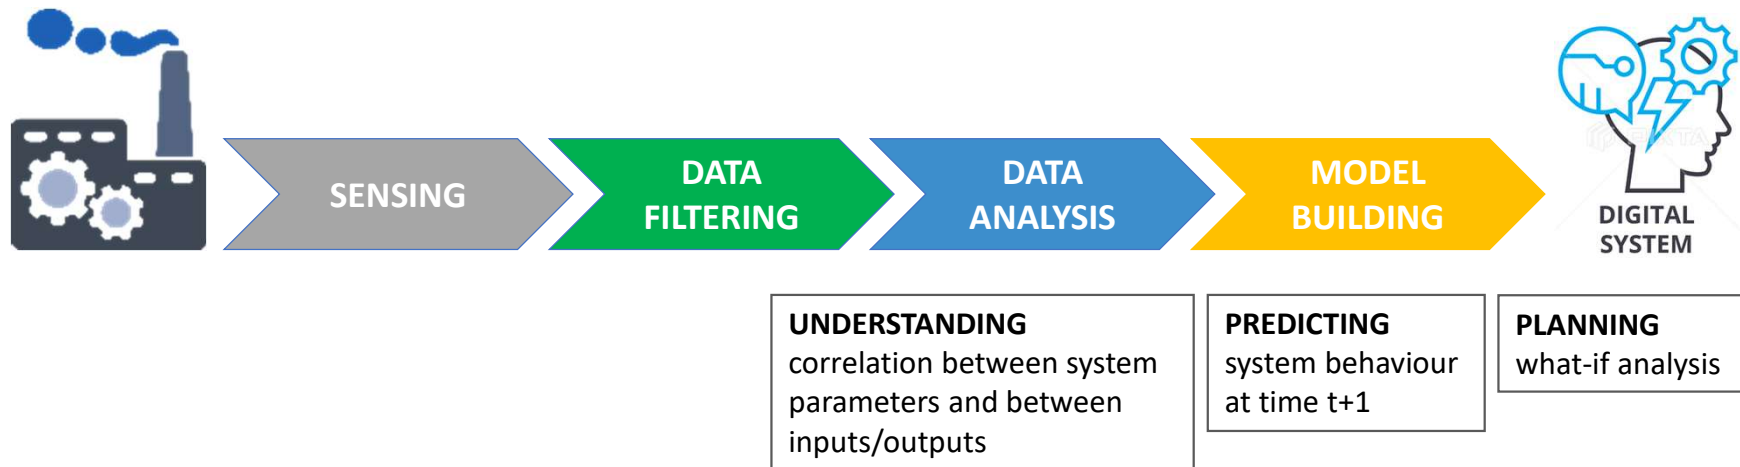 SENSING
DATA
FILTERING
DATA
ANALYSIS
MODEL
BUILDING
DIGITAL
SYSTEM
UNDERSTANDING
correlation between system
parameters and between
inputs/outputs
PREDICTING
system behaviour
at time t+1
PLANNING
what-if analysis